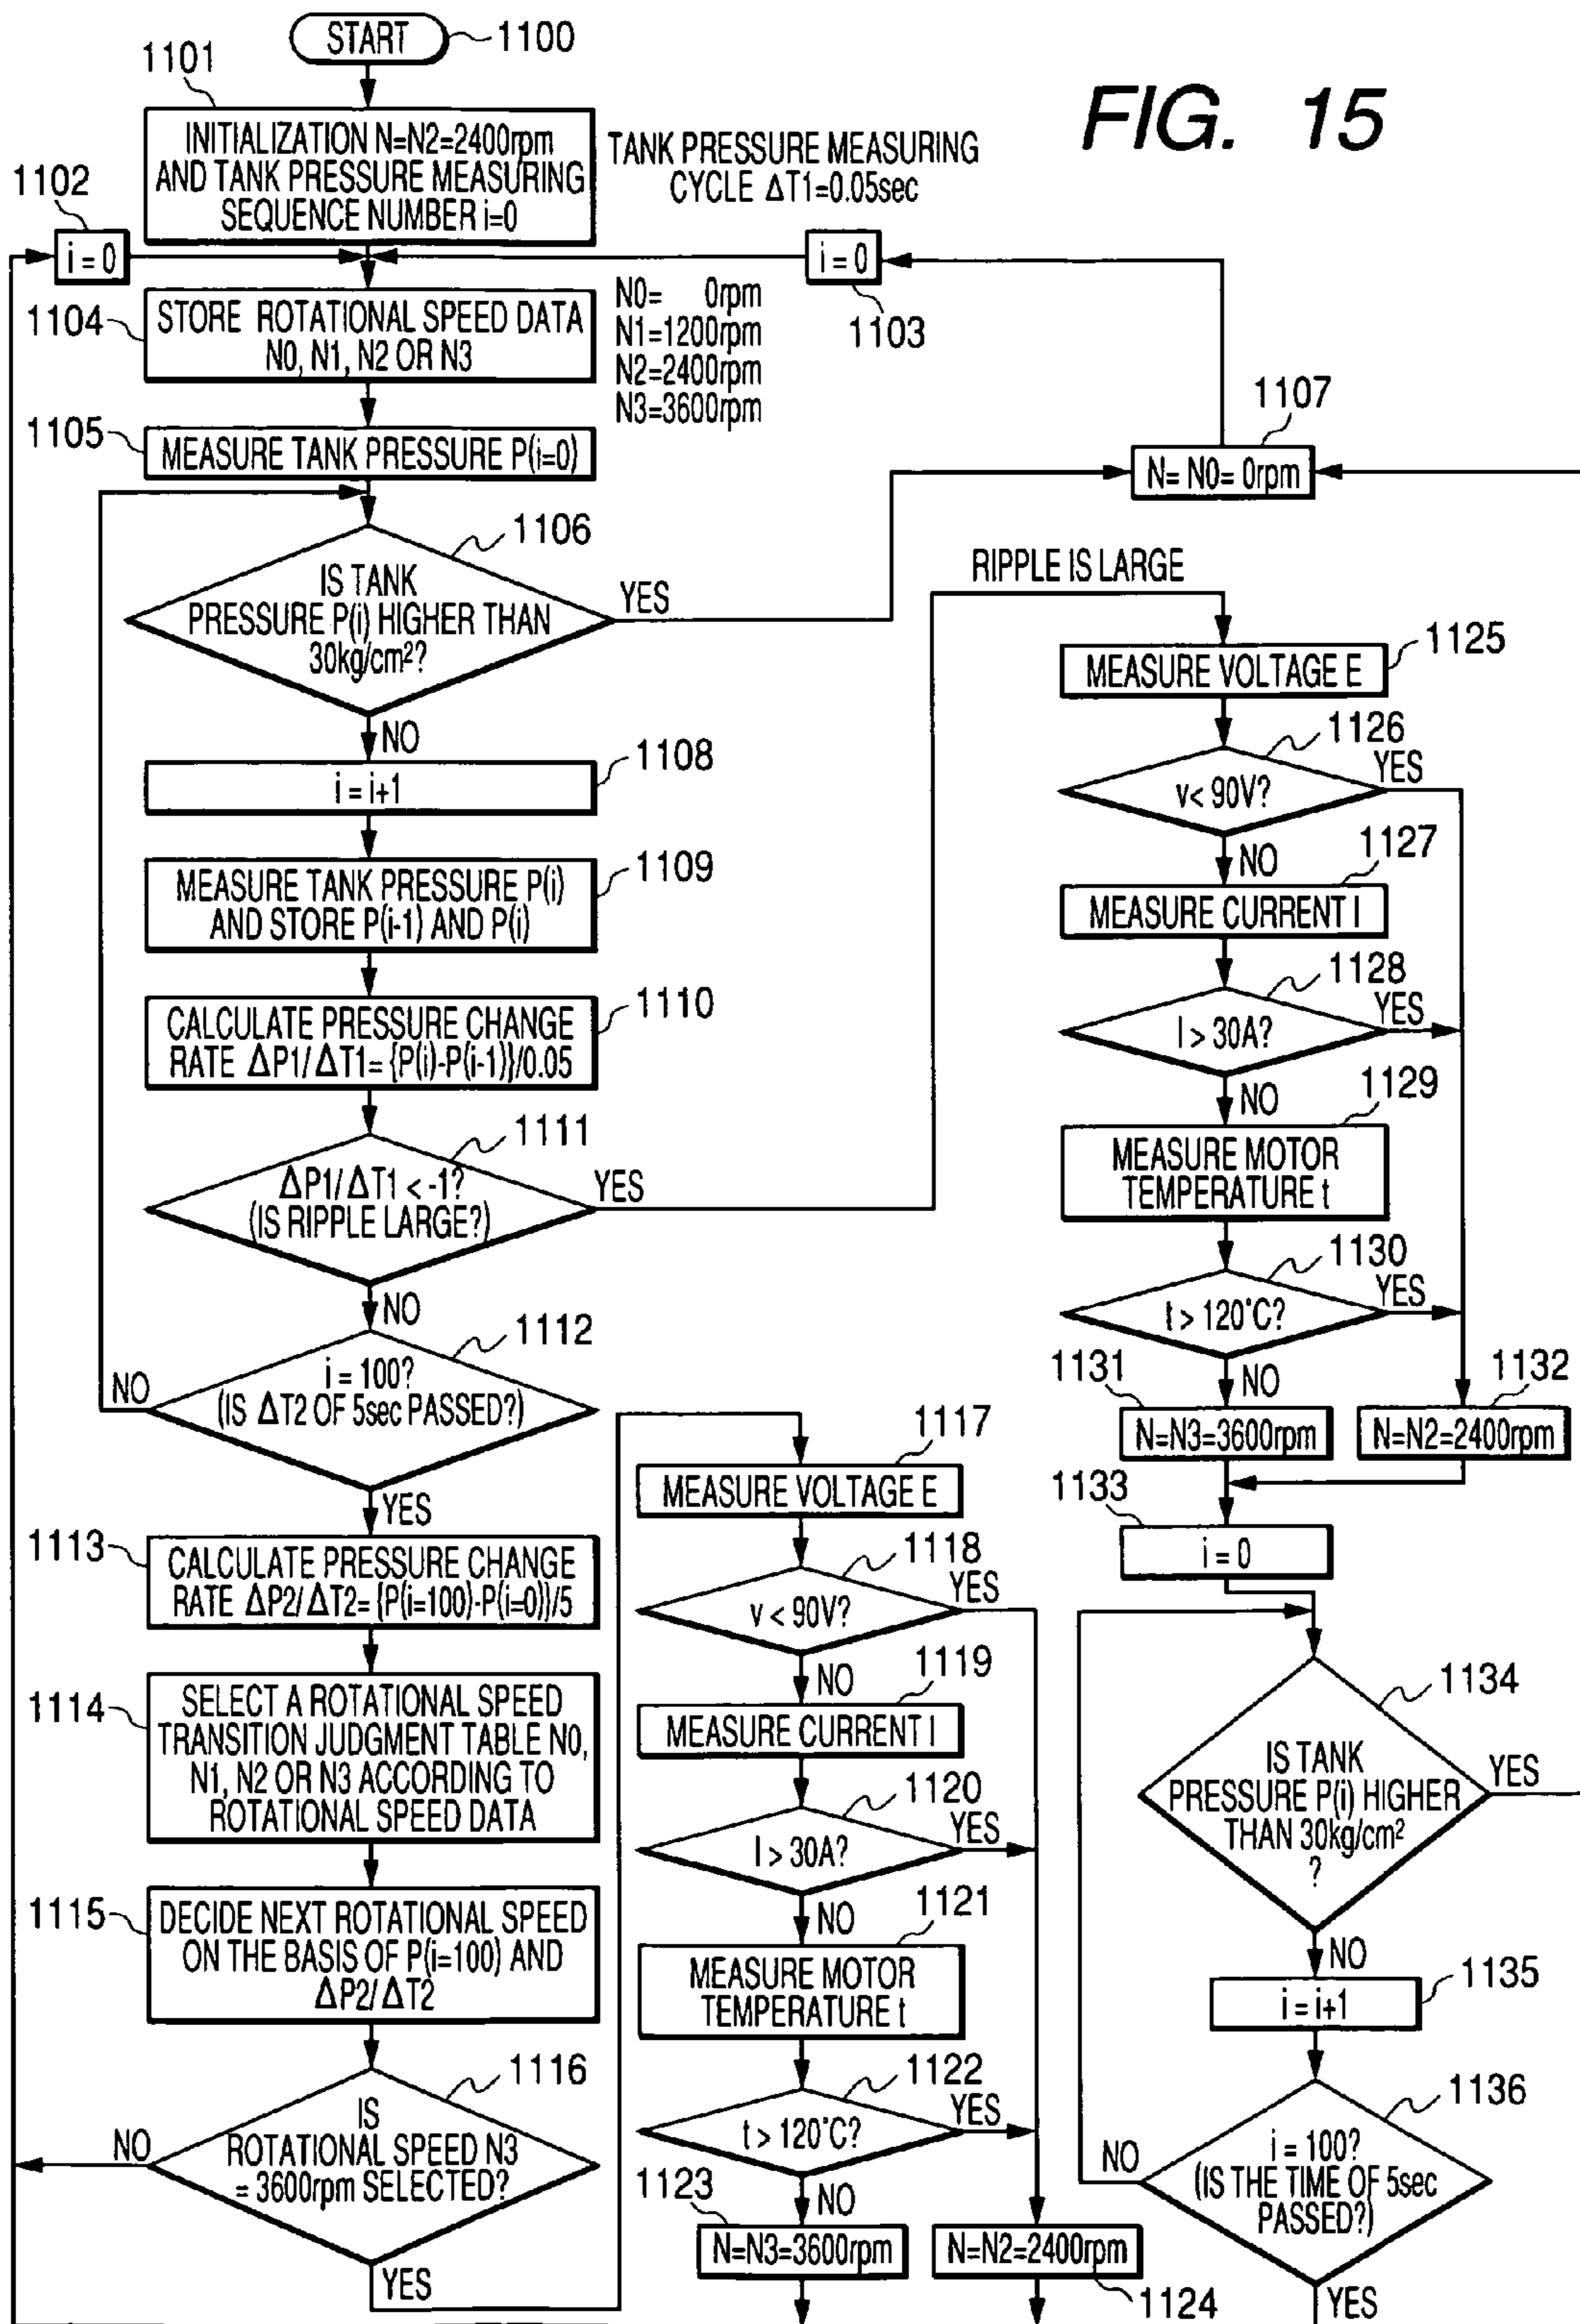 FIG. 15
START
1100
1101
INITIALIZATION N=N2=2400rpm
AND TANK PRESSURE MEASURING
SEQUENCE NUMBER i=0
TANK PRESSURE MEASURING
CYCLE ΔT1=0.05sec
1102
i = 0
i = 0
1103
1104
STORE ROTATIONAL SPEED DATA
N0, N1, N2 OR N3
N0= 0rpm
N1=1200rpm
N2=2400rpm
N3=3600rpm
1105
MEASURE TANK PRESSURE P(i=0)
1107
N= N0= 0rpm
1106
IS TANK
PRESSURE P(i) HIGHER THAN
30kg/cm²?
YES
NO
1108
i = i+1
1109
MEASURE TANK PRESSURE P(i)
AND STORE P(i-1) AND P(i)
1110
CALCULATE PRESSURE CHANGE
RATE ΔP1/ΔT1= {P(i)-P(i-1)}/0.05
1111
ΔP1/ΔT1 < -1?
(IS RIPPLE LARGE?)
YES
NO
1112
i = 100?
(IS ΔT2 OF 5sec PASSED?)
NO
YES
1113
CALCULATE PRESSURE CHANGE
RATE ΔP2/ΔT2= {P(i=100)-P(i=0)}/5
1114
SELECT A ROTATIONAL SPEED
TRANSITION JUDGMENT TABLE N0,
N1, N2 OR N3 ACCORDING TO
ROTATIONAL SPEED DATA
1115
DECIDE NEXT ROTATIONAL SPEED
ON THE BASIS OF P(i=100) AND
ΔP2/ΔT2
1116
IS
ROTATIONAL SPEED N3
= 3600rpm SELECTED?
NO
YES
1117
MEASURE VOLTAGE E
1118
v < 90V?
YES
NO
1119
MEASURE CURRENT I
1120
I > 30A?
YES
NO
1121
MEASURE MOTOR
TEMPERATURE t
1122
t > 120°C?
YES
NO
1123
N=N3=3600rpm
N=N2=2400rpm
1124
RIPPLE IS LARGE
1125
MEASURE VOLTAGE E
1126
v< 90V?
YES
NO
1127
MEASURE CURRENT I
1128
I > 30A?
YES
NO
1129
MEASURE MOTOR
TEMPERATURE t
1130
t > 120°C?
YES
NO
1131
N=N3=3600rpm
1132
N=N2=2400rpm
1133
i = 0
1134
IS TANK
PRESSURE P(i) HIGHER
THAN 30kg/cm²
?
YES
NO
1135
i = i+1
1136
i = 100?
(IS THE TIME OF 5sec
PASSED?)
NO
YES